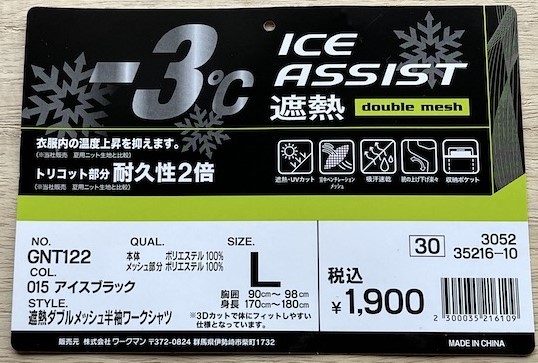 -3℃
ICE
ASSIST
遮熱 double mesh
衣服内の温度上昇を抑えます。
(※当社販売 夏用ニット生地と比較)
トリコット部分 耐久性2倍
(※当社販売 夏用ニット生地と比較)
遮熱・UVカット
背中ベンチレーション
メッシュ
吸汗速乾
腕の上げ下げ楽々
収納ポケット
NO. QUAL. SIZE.
GNT122 本体 ポリエステル100%
メッシュ部分 ポリエステル100%
L
COL.
015 アイスブラック
胸囲 90cm〜98cm
身長 170cm〜180cm
STYLE.
遮熱ダブルメッシュ半袖ワークシャツ
※3Dカットで体にフィットしやすい
仕様となっています。
30 3052
35216-10
税込
¥1,900
2 300035 216109
販売元 株式会社 ワークマン 〒372-0824 群馬県伊勢崎市柴町1732
MADE IN CHINA